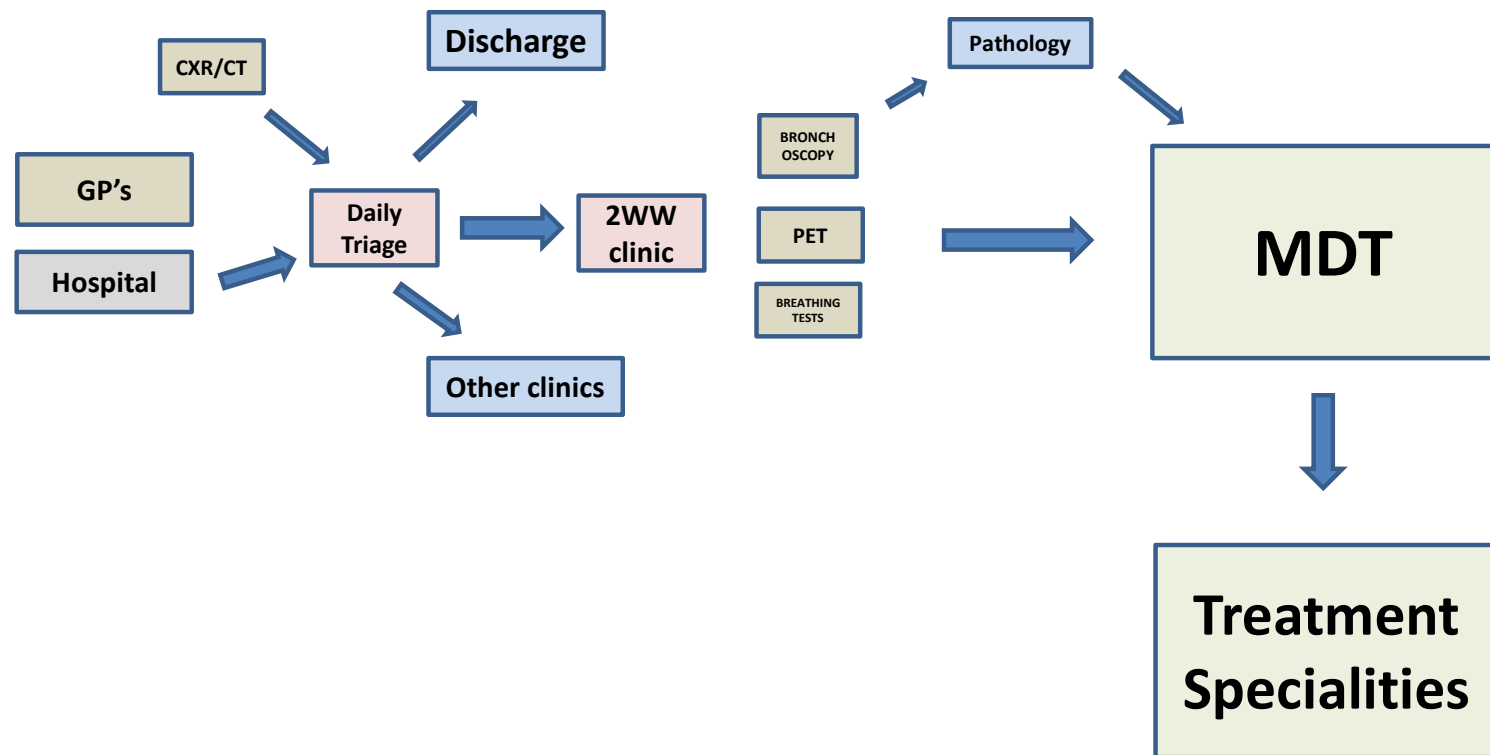 Discharge
CXR/CT
GP's
Hospital
Daily
Triage
2WW
clinic
Other clinics
Pathology
BRONCH
OSCOPY
PET
BREATHING
TESTS
MDT
Treatment
Specialities